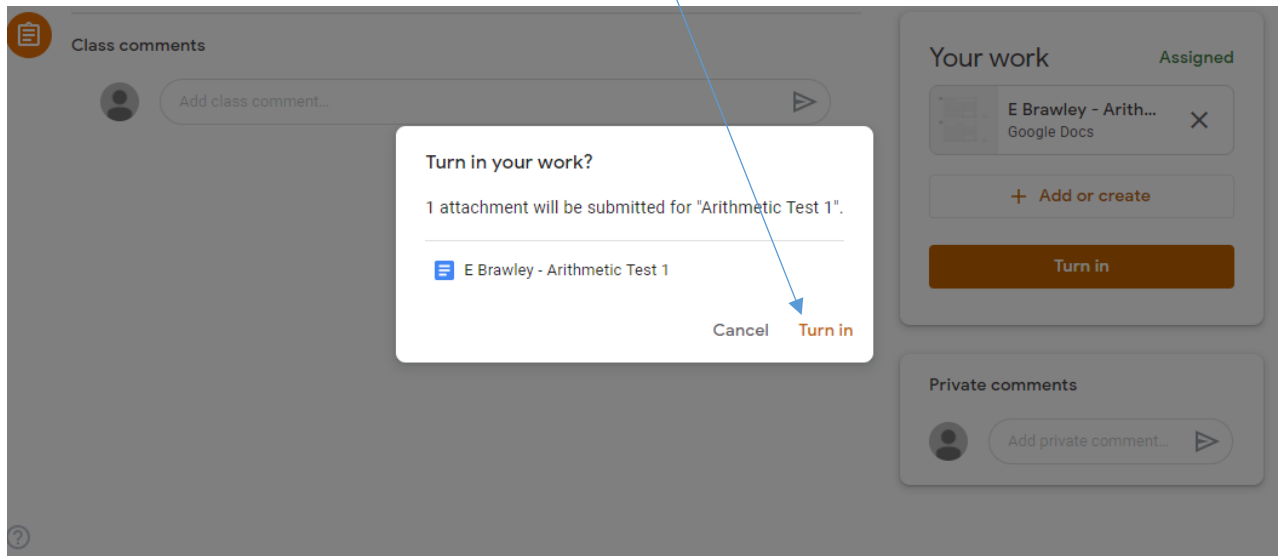 Class comments
Add class comment...
Turn in your work?
1 attachment will be submitted for "Arithmetic Test 1".
E Brawley - Arithmetic Test 1
Cancel Turn in
Your work Assigned
E Brawley - Arith...
Google Docs
+ Add or create
Turn in
Private comments
Add private comment...
?